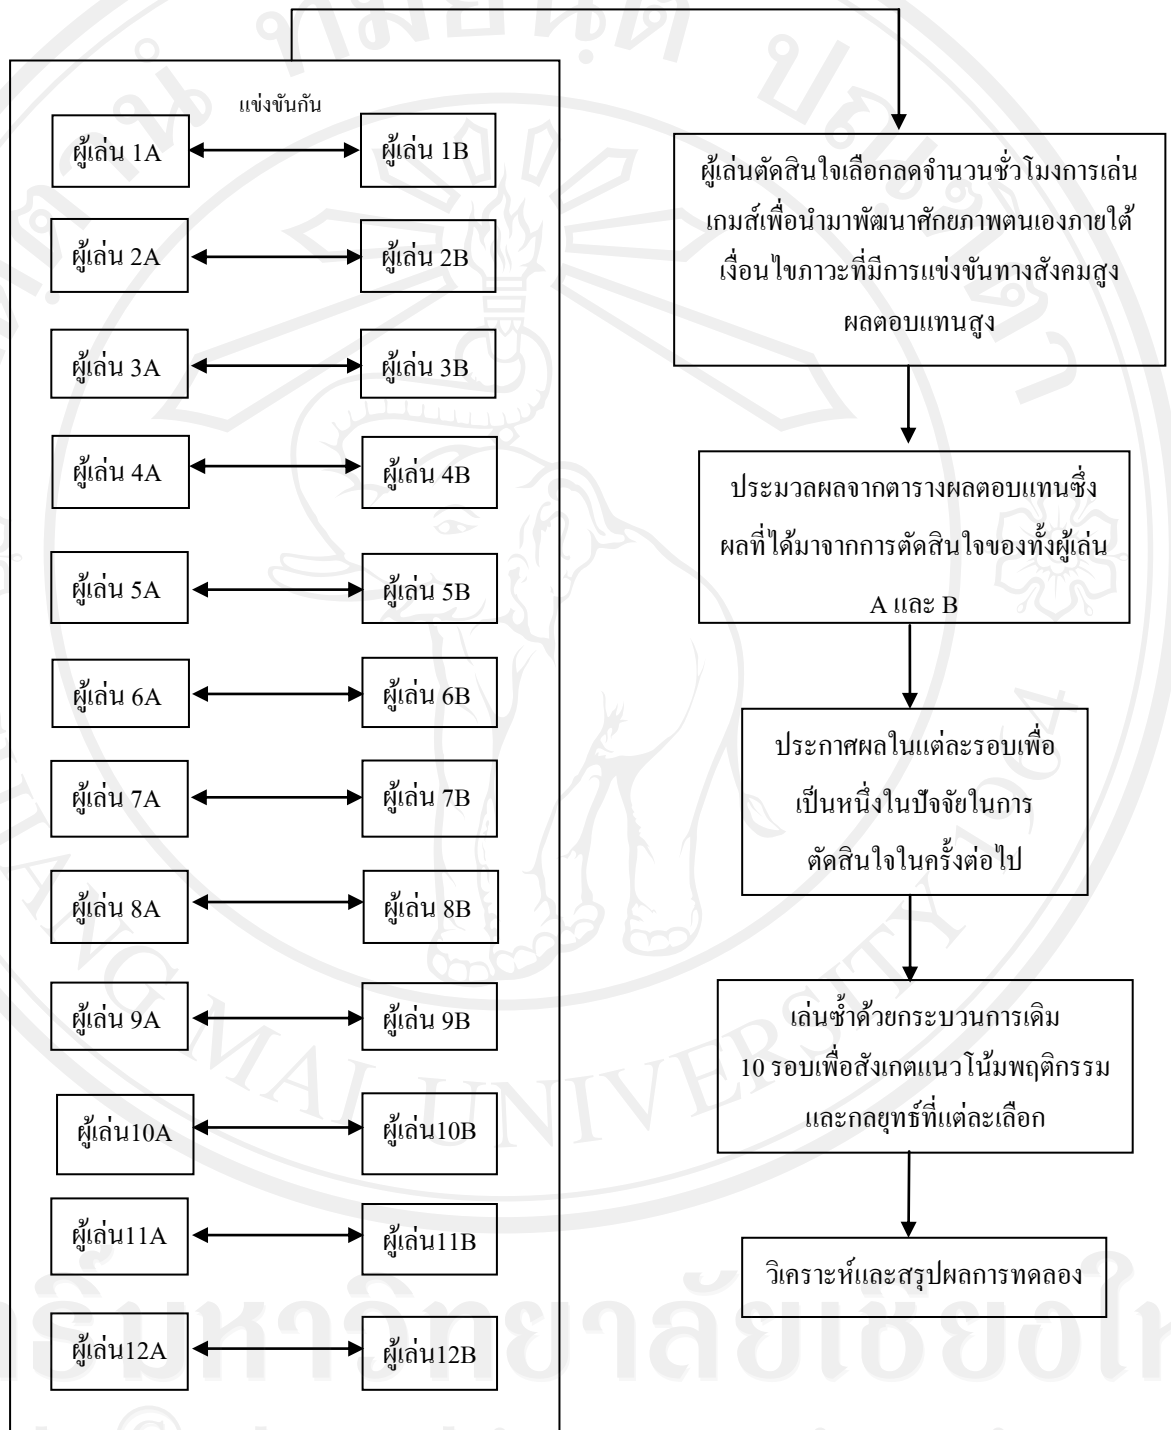 แข่งขันกัน
ผู้เล่น 1A
ผู้เล่น 1B
ผู้เล่น 2A
ผู้เล่น 2B
ผู้เล่น 3A
ผู้เล่น 3B
ผู้เล่น 4A
ผู้เล่น 4B
ผู้เล่น 5A
ผู้เล่น 5B
ผู้เล่น 6A
ผู้เล่น 6B
ผู้เล่น 7A
ผู้เล่น 7B
ผู้เล่น 8A
ผู้เล่น 8B
ผู้เล่น 9A
ผู้เล่น 9B
ผู้เล่น10A
ผู้เล่น10B
ผู้เล่น11A
ผู้เล่น11B
ผู้เล่น12A
ผู้เล่น12B
ผู้เล่นตัดสินใจเลือกลดจำนวนชั่วโมงการเล่น
เกมส์เพื่อนำมาพัฒนาศักยภาพตนเองภายใต้
เงื่อนไขภาวะที่มีการแข่งขันทางสังคมสูง
ผลตอบแทนสูง
ประมวลผลจากตารางผลตอบแทนซึ่ง
ผลที่ได้มาจากการตัดสินใจของทั้งผู้เล่น
A และ B
ประกาศผลในแต่ละรอบเพื่อ
เป็นหนึ่งในปัจจัยในการ
ตัดสินใจในครั้งต่อไป
เล่นซ้ำด้วยกระบวนการเดิม
10 รอบเพื่อสังเกตแนวโน้มพฤติกรรม
และกลยุทธ์ที่แต่ละเลือก
วิเคราะห์และสรุปผลการทดลอง
MAI UNIVERSITY 1964